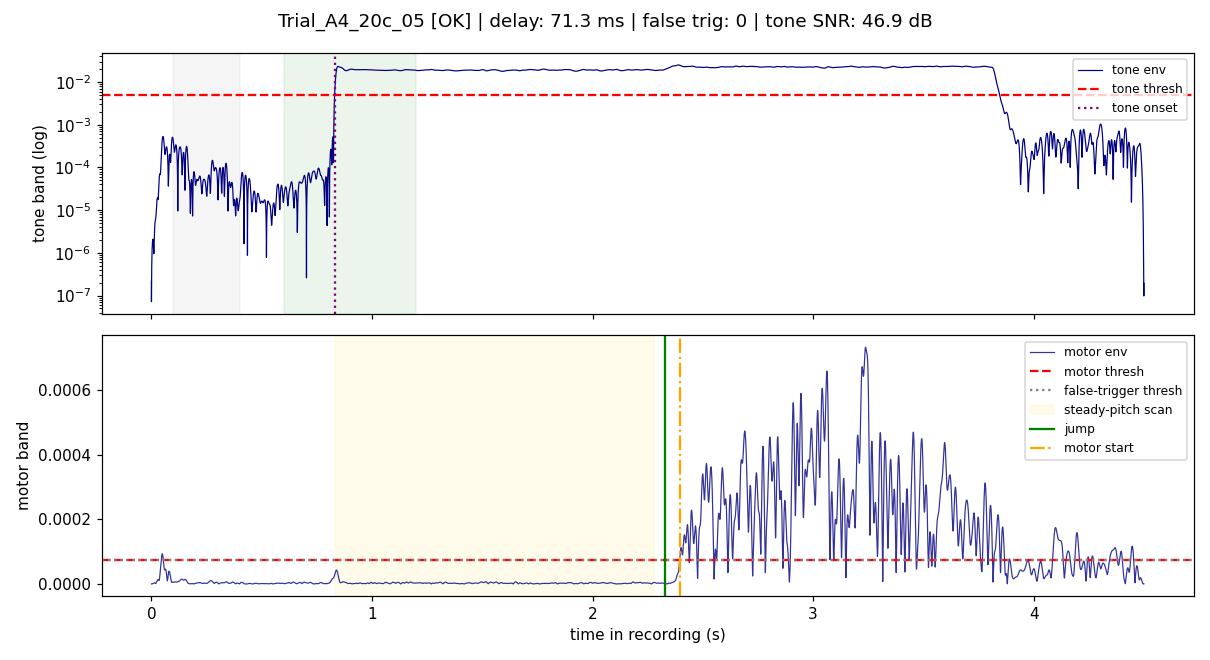 Trial_A4_20c_05 [OK] | delay: 71.3 ms | false trig: 0 | tone SNR: 46.9 dB
tone band (log)
10⁻²
10⁻³
10⁻⁴
10⁻⁵
10⁻⁶
10⁻⁷
tone env
tone thresh
tone onset
motor band
0.0006
0.0004
0.0002
0.0000
motor env
motor thresh
false-trigger thresh
steady-pitch scan
jump
motor start
0 1 2 3 4
time in recording (s)